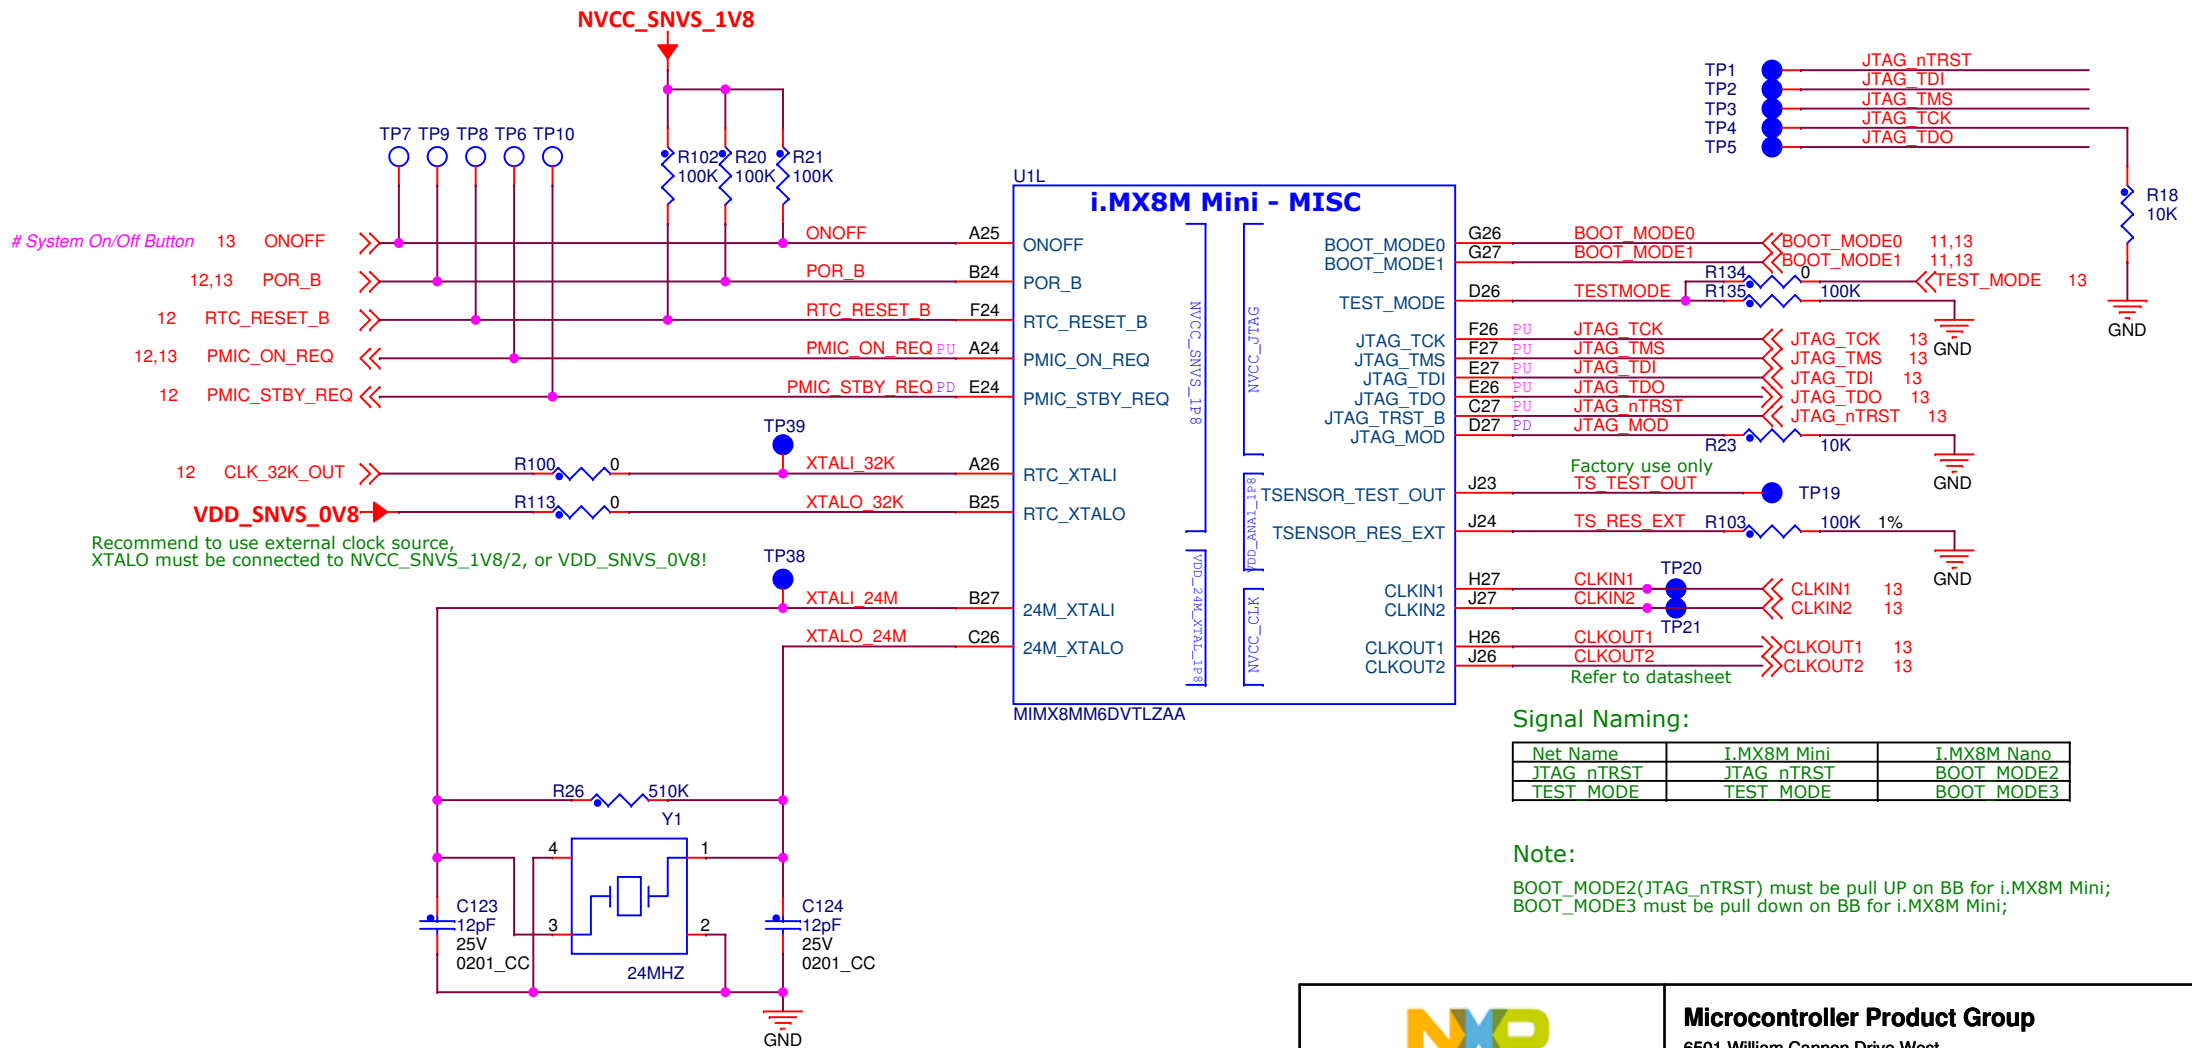 NVCC_SNVS_1V8
TP7 TP9 TP8 TP6 TP10
R102 100K
R20 100K
R21 100K
# System On/Off Button 13 ONOFF
12,13 POR_B
12 RTC_RESET_B
12,13 PMIC_ON_REQ
12 PMIC_STBY_REQ
ONOFF A25
POR_B B24
RTC_RESET_B F24
PMIC_ON_REQ PU A24
PMIC_STBY_REQ PD E24
TP39
12 CLK_32K_OUT R100 0 XTALI_32K A26
VDD_SNVS_0V8 R113 0 XTALO_32K B25
Recommend to use external clock source,
XTALO must be connected to NVCC_SNVS_1V8/2, or VDD_SNVS_0V8!
TP38
XTALI_24M B27
XTALO_24M C26
R26 510K
Y1
4 1
3 2
24MHZ
C123
12pF
25V
0201_CC
C124
12pF
25V
0201_CC
GND
U1L
i.MX8M Mini - MISC
ONOFF
POR_B
RTC_RESET_B
PMIC_ON_REQ
PMIC_STBY_REQ
RTC_XTALI
RTC_XTALO
24M_XTALI
24M_XTALO
NVCC_SNVS_1P8
VDD_24M_XTAL_1P8
NVCC_JTAG
VDD_ANA1_1P8
NVCC_CLK
BOOT_MODE0
BOOT_MODE1
TEST_MODE
JTAG_TCK
JTAG_TMS
JTAG_TDI
JTAG_TDO
JTAG_TRST_B
JTAG_MOD
TSENSOR_TEST_OUT
TSENSOR_RES_EXT
CLKIN1
CLKIN2
CLKOUT1
CLKOUT2
MIMX8MM6DVTLZAA
TP1 JTAG_nTRST
TP2 JTAG_TDI
TP3 JTAG_TMS
TP4 JTAG_TCK
TP5 JTAG_TDO
R18
10K
GND
G26 BOOT_MODE0 BOOT_MODE0 11,13
G27 BOOT_MODE1 BOOT_MODE1 11,13
R134 0 TEST_MODE 13
D26 TESTMODE R135 100K
GND
F26 PU JTAG_TCK JTAG_TCK 13
F27 PU JTAG_TMS JTAG_TMS 13
E27 PU JTAG_TDI JTAG_TDI 13
E26 PU JTAG_TDO JTAG_TDO 13
C27 PU JTAG_nTRST JTAG_nTRST 13
D27 PD JTAG_MOD R23 10K
GND
Factory use only
J23 TS_TEST_OUT TP19
J24 TS_RES_EXT R103 100K 1%
GND
TP20
H27 CLKIN1 CLKIN1 13
J27 CLKIN2 CLKIN2 13
TP21
H26 CLKOUT1 CLKOUT1 13
J26 CLKOUT2 CLKOUT2 13
Refer to datasheet
Signal Naming:
Net Name I.MX8M Mini I.MX8M Nano
JTAG_nTRST JTAG_nTRST BOOT_MODE2
TEST_MODE TEST_MODE BOOT_MODE3
Note:
BOOT_MODE2(JTAG_nTRST) must be pull UP on BB for i.MX8M Mini;
BOOT_MODE3 must be pull down on BB for i.MX8M Mini;
NXP
Microcontroller Product Group
6501 William Cannon Drive West